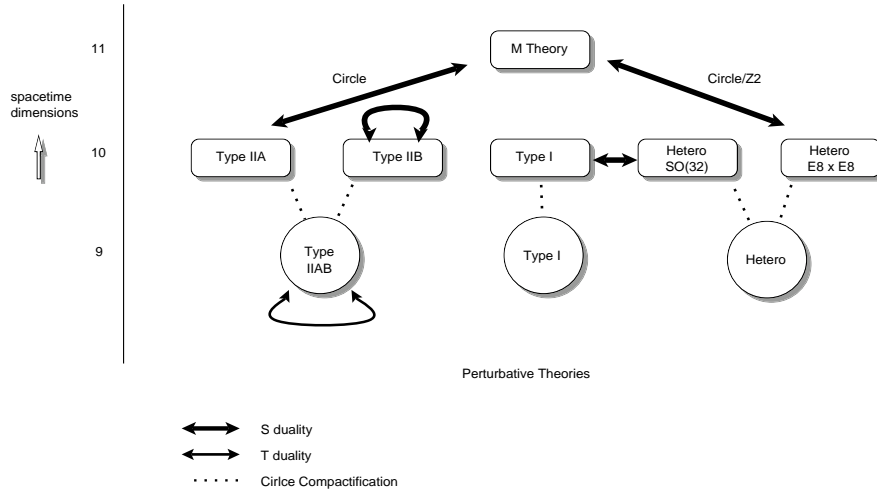 11
M Theory
Circle
Circle/Z2
spacetime
dimensions
10
Type IIA
Type IIB
Type I
Hetero
SO(32)
Hetero
E8 x E8
9
Type
IIAB
Type I
Hetero
Perturbative Theories
S duality
T duality
Cirlce Compactification